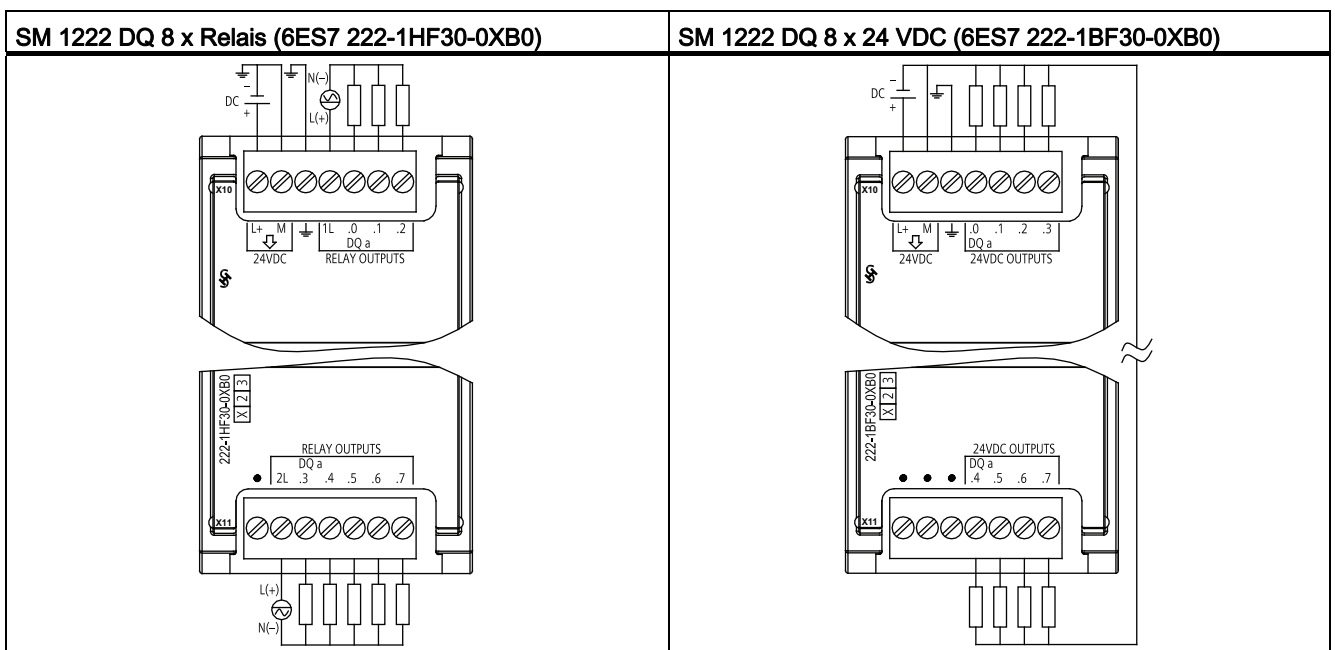 SM 1222 DQ 8 x Relais (6ES7 222-1HF30-0XB0)
N(–)
–
DC
+
L(+)
X10
L+ M 1L .0 .1 .2
DQ a
24VDC RELAY OUTPUTS
222-1HF30-0XB0
X 2 3
RELAY OUTPUTS
DQ a
2L .3 .4 .5 .6 .7
X11
L(+)
N(–)
SM 1222 DQ 8 x 24 VDC (6ES7 222-1BF30-0XB0)
–
DC
+
X10
L+ M .0 .1 .2 .3
DQ a
24VDC 24VDC OUTPUTS
222-1BF30-0XB0
X 2 3
24VDC OUTPUTS
DQ a
.4 .5 .6 .7
X11